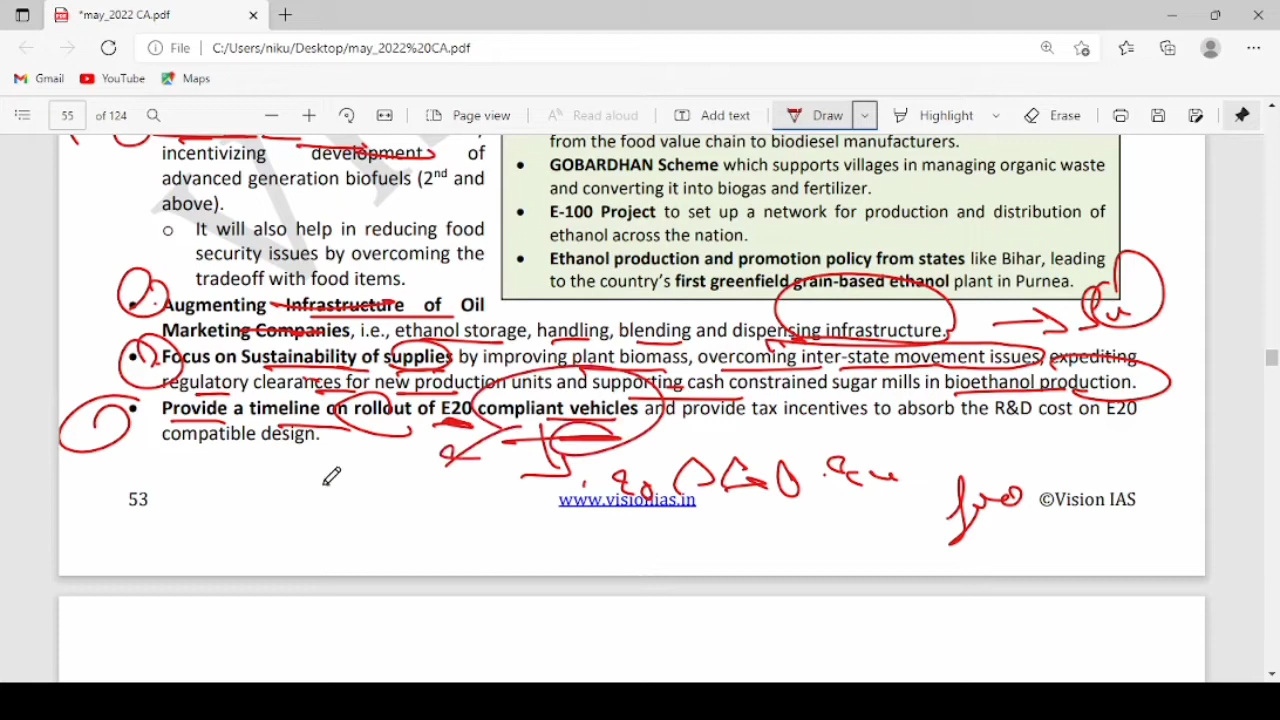 *may_2022 CA.pdf
File C:/Users/niku/Desktop/may_2022%20CA.pdf
Gmail YouTube Maps
55 of 124 Page view Read aloud Add text Draw Highlight Erase
incentivizing development of
advanced generation biofuels (2nd and
above).
o It will also help in reducing food
security issues by overcoming the
tradeoff with food items.
from the food value chain to biodiesel manufacturers.
• GOBARDHAN Scheme which supports villages in managing organic waste
and converting it into biogas and fertilizer.
• E-100 Project to set up a network for production and distribution of
ethanol across the nation.
• Ethanol production and promotion policy from states like Bihar, leading
to the country's first greenfield grain-based ethanol plant in Purnea.
• Augmenting Infrastructure of Oil
Marketing Companies, i.e., ethanol storage, handling, blending and dispensing infrastructure.
• Focus on Sustainability of supplies by improving plant biomass, overcoming inter-state movement issues, expediting
regulatory clearances for new production units and supporting cash constrained sugar mills in bioethanol production.
• Provide a timeline on rollout of E20 compliant vehicles and provide tax incentives to absorb the R&D cost on E20
compatible design.
53 www.visionias.in ©Vision IAS